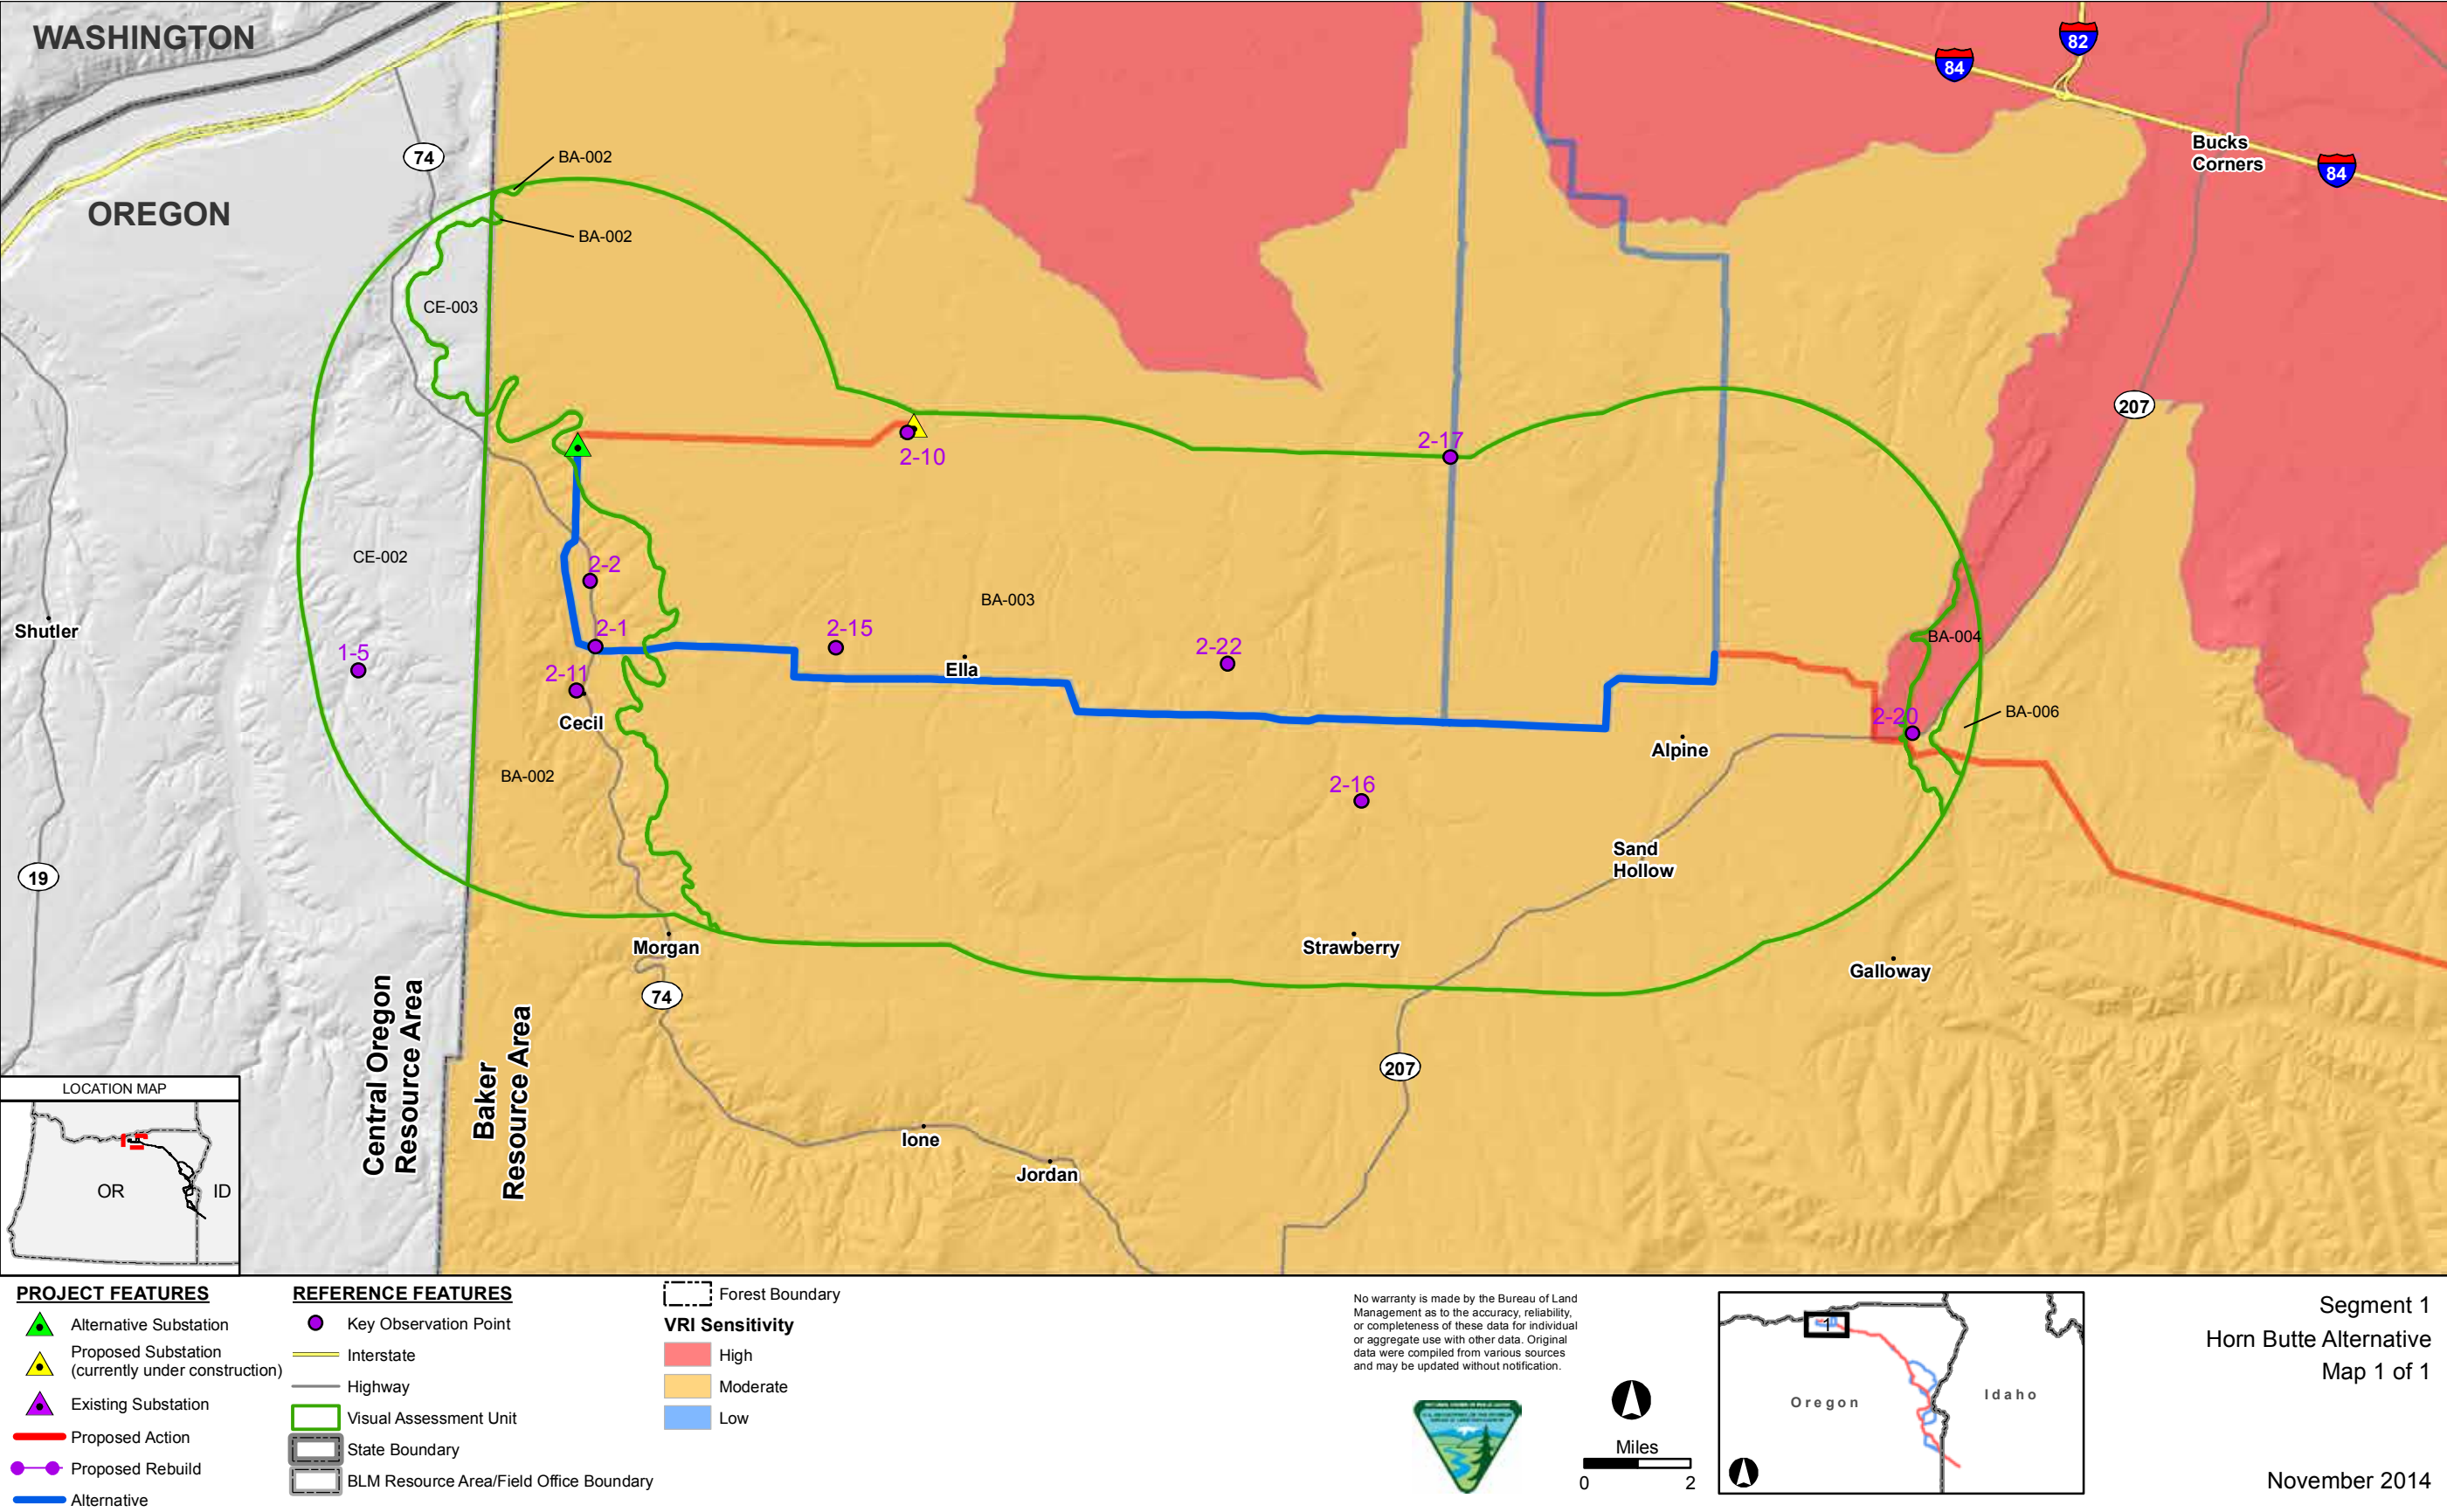 WASHINGTON
OREGON
74
BA-002
BA-002
CE-003
84
82
84
Bucks
Corners
207
2-10
2-17
CE-002
2-2
BA-003
2-1
2-15
2-22
Ella
Shutler
1-5
2-11
Cecil
BA-002
BA-004
2-20
BA-006
Alpine
2-16
Sand
Hollow
19
Morgan
Strawberry
Galloway
74
207
Ione
Jordan
Central Oregon
Resource Area
Baker
Resource Area
LOCATION MAP
OR
ID
PROJECT FEATURES
Alternative Substation
Proposed Substation
(currently under construction)
Existing Substation
Proposed Action
Proposed Rebuild
Alternative
REFERENCE FEATURES
Key Observation Point
Interstate
Highway
Visual Assessment Unit
State Boundary
BLM Resource Area/Field Office Boundary
Forest Boundary
VRI Sensitivity
High
Moderate
Low
No warranty is made by the Bureau of Land
Management as to the accuracy, reliability,
or completeness of these data for individual
or aggregate use with other data. Original
data were compiled from various sources
and may be updated without notification.
Miles
0 2
1
Oregon
Idaho
Segment 1
Horn Butte Alternative
Map 1 of 1
November 2014